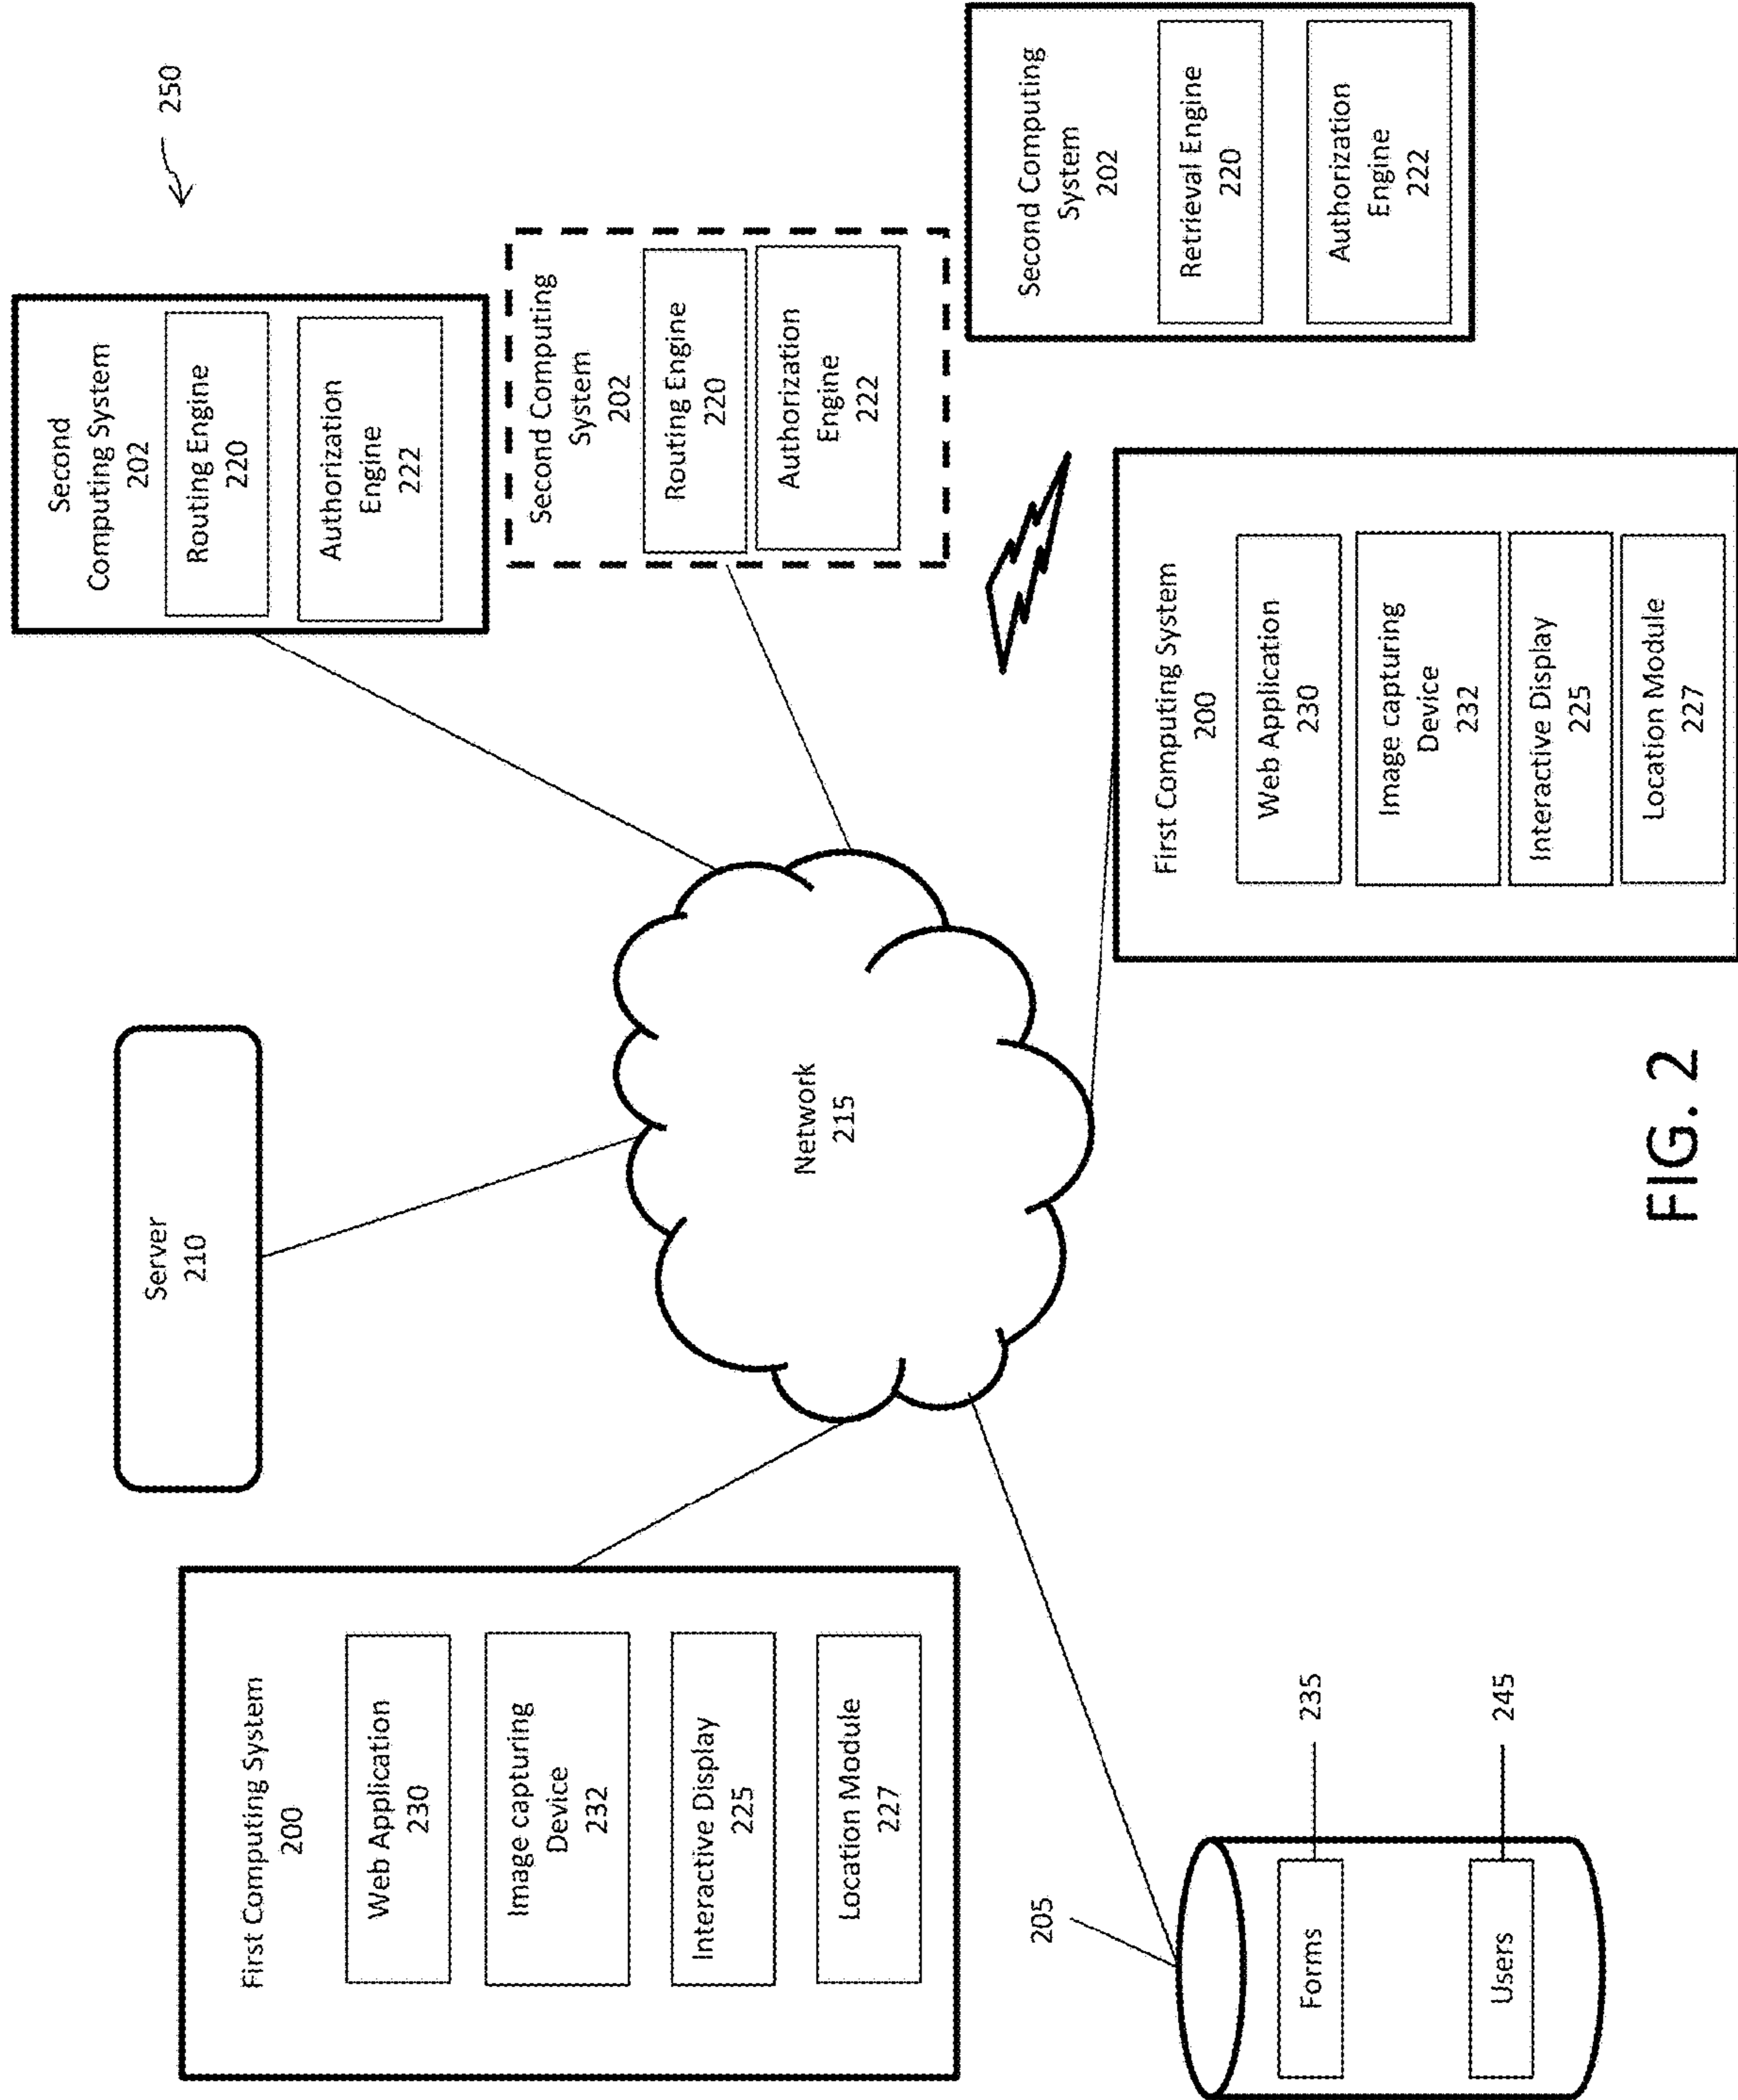 250
First Computing System
200
Web Application
230
Image capturing
Device
232
Interactive Display
225
Location Module
227
Server
210
Second
Computing System
202
Routing Engine
220
Authorization
Engine
222
Second Computing
System
202
Routing Engine
220
Authorization
Engine
222
Network
215
Second Computing
System
202
Retrieval Engine
220
Authorization
Engine
222
205
Forms
235
Users
245
First Computing System
200
Web Application
230
Image capturing
Device
232
Interactive Display
225
Location Module
227
FIG. 2